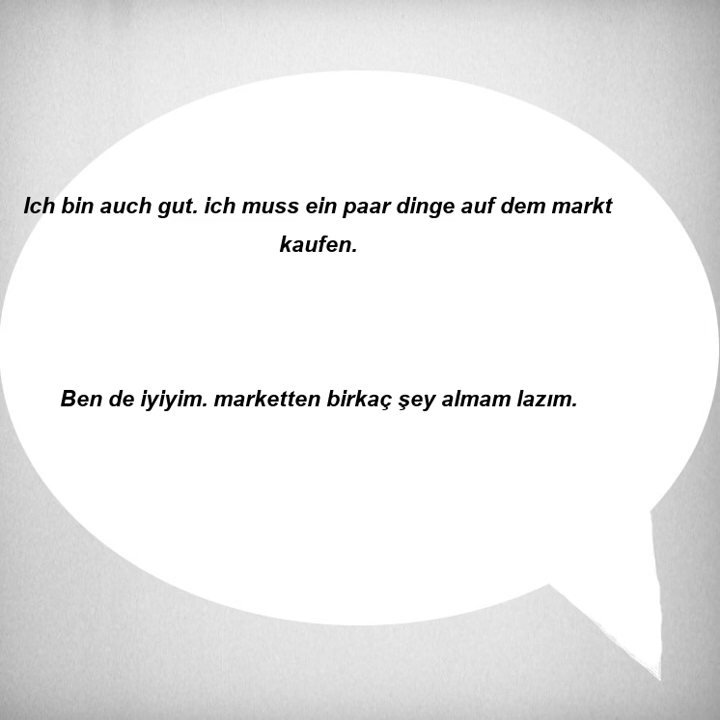 Ich bin auch gut. ich muss ein paar dinge auf dem markt
kaufen.
Ben de iyiyim. marketten birkaç şey almam lazım.